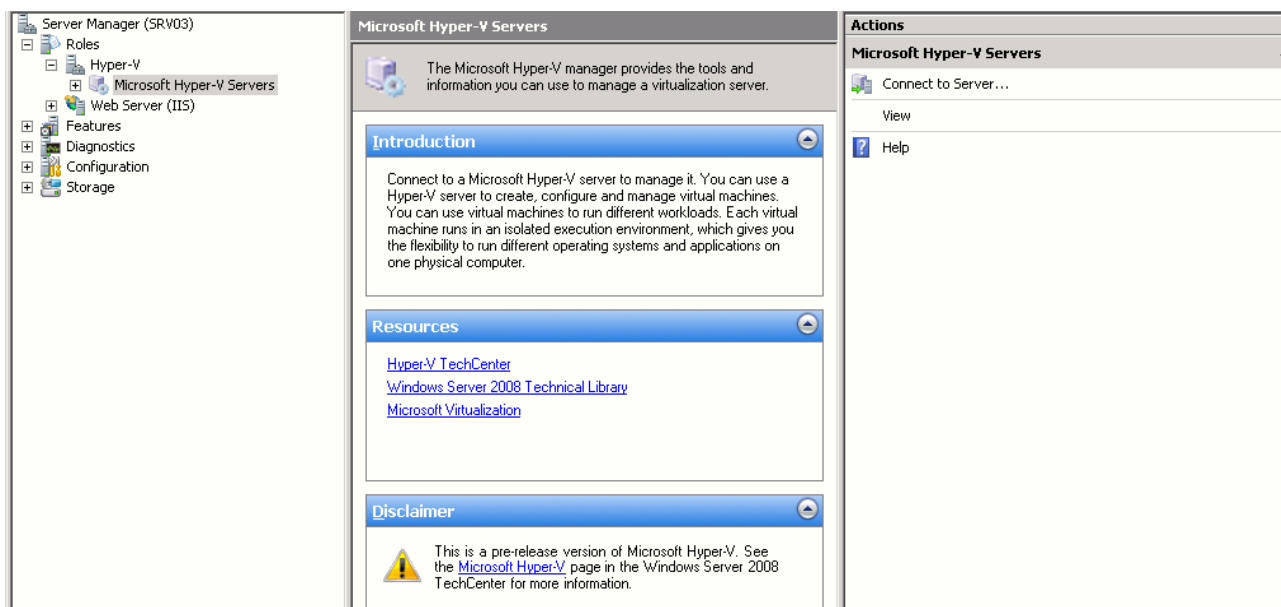 Server Manager (SRV03)
Roles
Hyper-V
Microsoft Hyper-V Servers
Web Server (IIS)
Features
Diagnostics
Configuration
Storage
Microsoft Hyper-V Servers
The Microsoft Hyper-V manager provides the tools and
information you can use to manage a virtualization server.
Introduction
Connect to a Microsoft Hyper-V server to manage it. You can use a
Hyper-V server to create, configure and manage virtual machines.
You can use virtual machines to run different workloads. Each virtual
machine runs in an isolated execution environment, which gives you
the flexibility to run different operating systems and applications on
one physical computer.
Resources
Hyper-V TechCenter
Windows Server 2008 Technical Library
Microsoft Virtualization
Disclaimer
This is a pre-release version of Microsoft Hyper-V. See
the Microsoft Hyper-V page in the Windows Server 2008
TechCenter for more information.
Actions
Microsoft Hyper-V Servers
Connect to Server...
View
Help